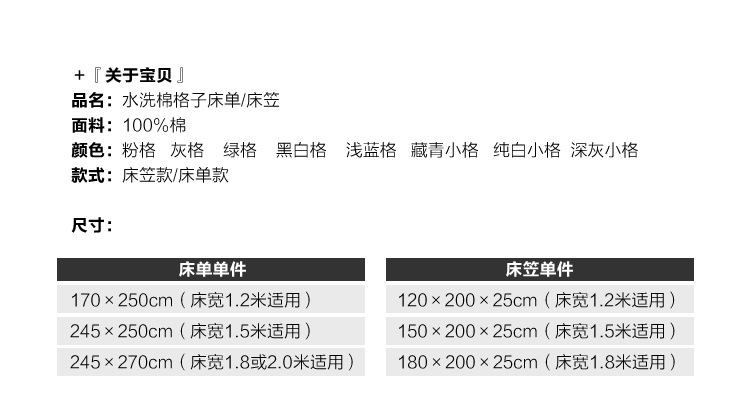 +『关于宝贝』
品名：水洗棉格子床单/床笠
面料：100%棉
颜色：粉格 灰格 绿格 黑白格 浅蓝格 藏青小格 纯白小格 深灰小格
款式：床笠款/床单款
尺寸：
床单单件
170×250cm（床宽1.2米适用）
245×250cm（床宽1.5米适用）
245×270cm（床宽1.8或2.0米适用）
床笠单件
120×200×25cm（床宽1.2米适用）
150×200×25cm（床宽1.5米适用）
180×200×25cm（床宽1.8米适用）